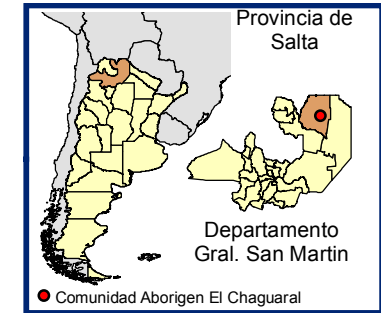 Provincia de
Salta
Departamento
Gral. San Martin
Comunidad Aborigen El Chaguaral